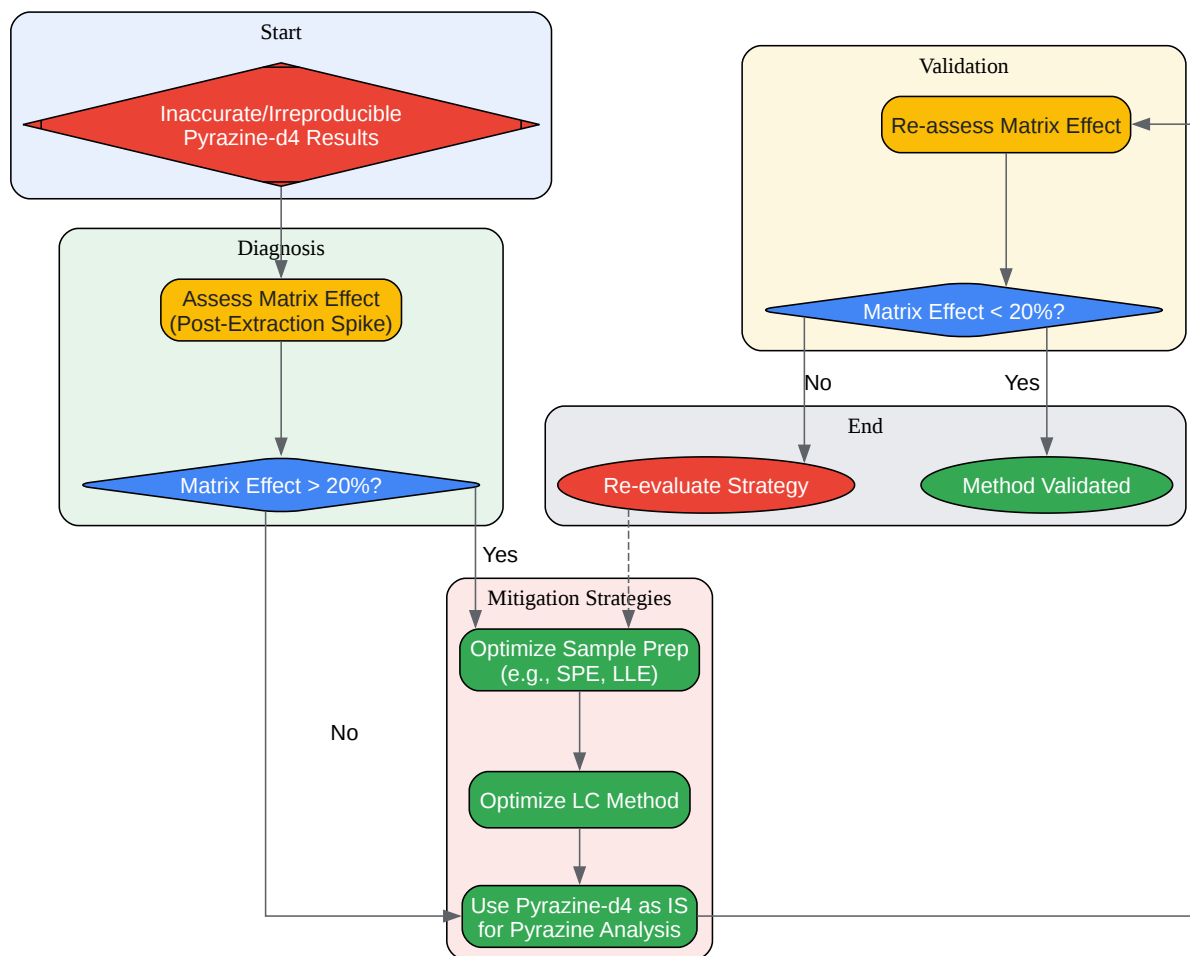 Start
Inaccurate/Irreproducible
Pyrazine-d4 Results
Diagnosis
Assess Matrix Effect
(Post-Extraction Spike)
Matrix Effect > 20%?
Yes
No
Mitigation Strategies
Optimize Sample Prep
(e.g., SPE, LLE)
Optimize LC Method
Use Pyrazine-d4 as IS
for Pyrazine Analysis
Validation
Re-assess Matrix Effect
Matrix Effect < 20%?
No
Yes
End
Re-evaluate Strategy
Method Validated